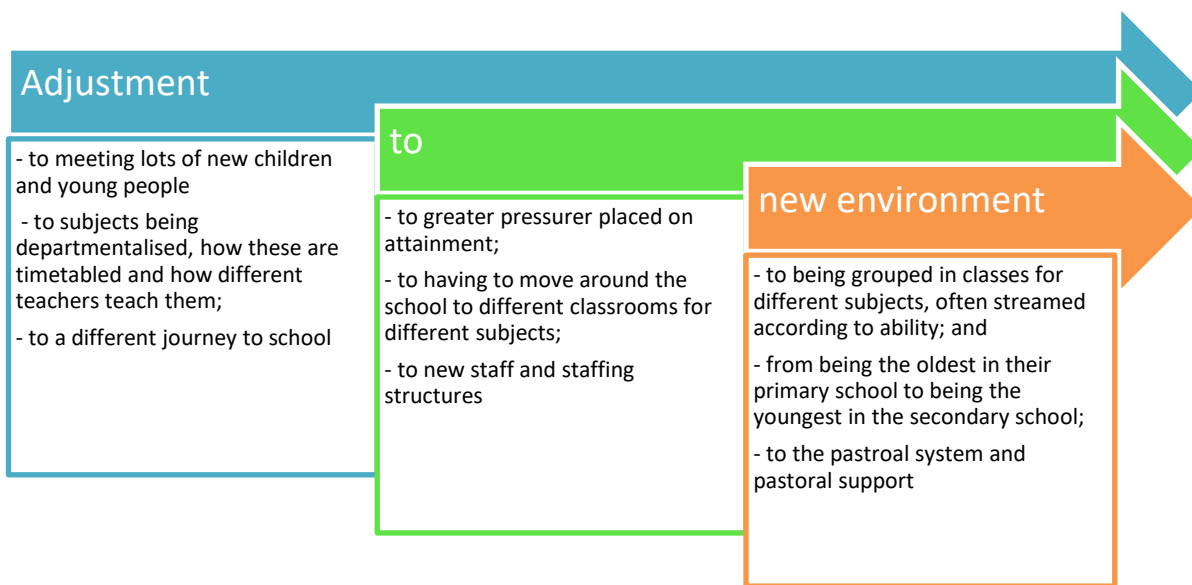 Adjustment
- to meeting lots of new children
and young people
- to subjects being
departmentalised, how these are
timetabled and how different
teachers teach them;
- to a different journey to school
to
- to greater pressurer placed on
attainment;
- to having to move around the
school to different classrooms for
different subjects;
- to new staff and staffing
structures
new environment
- to being grouped in classes for
different subjects, often streamed
according to ability; and
- from being the oldest in their
primary school to being the
youngest in the secondary school;
- to the pastroal system and
pastoral support